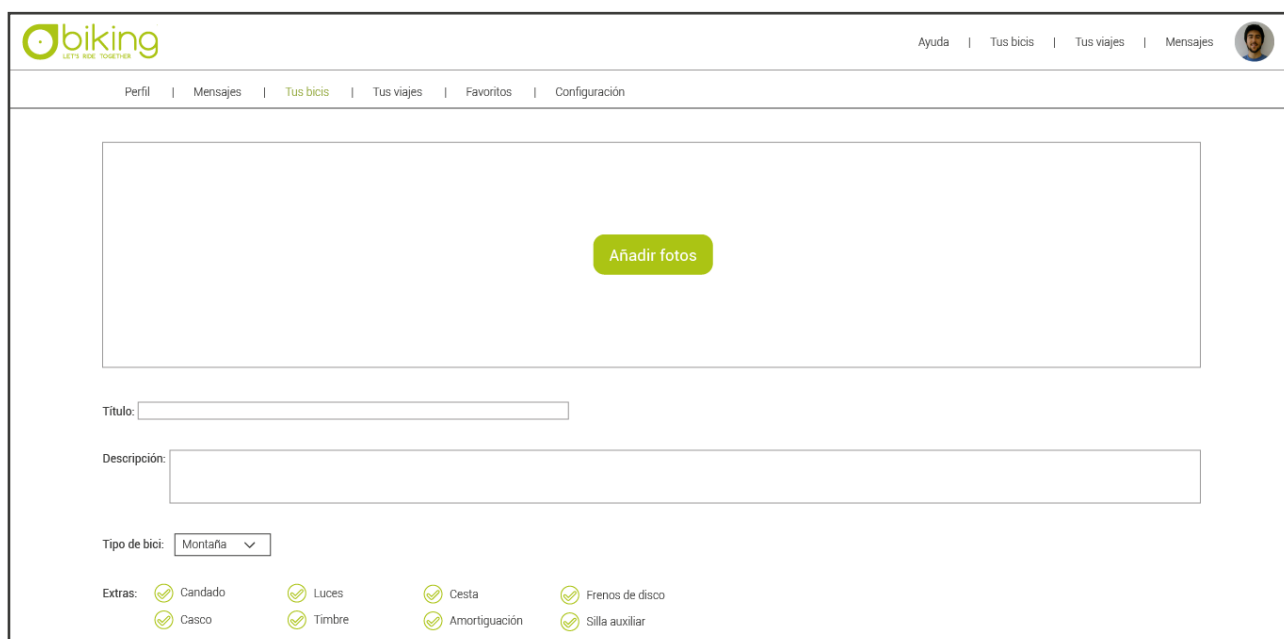 biking
LET'S RIDE TOGETHER
Ayuda | Tus bicis | Tus viajes | Mensajes
Perfil | Mensajes | Tus bicis | Tus viajes | Favoritos | Configuración
Añadir fotos
Título:
Descripción:
Tipo de bici: Montaña
Extras: Candado Luces Cesta Frenos de disco
Casco Timbre Amortiguación Silla auxiliar